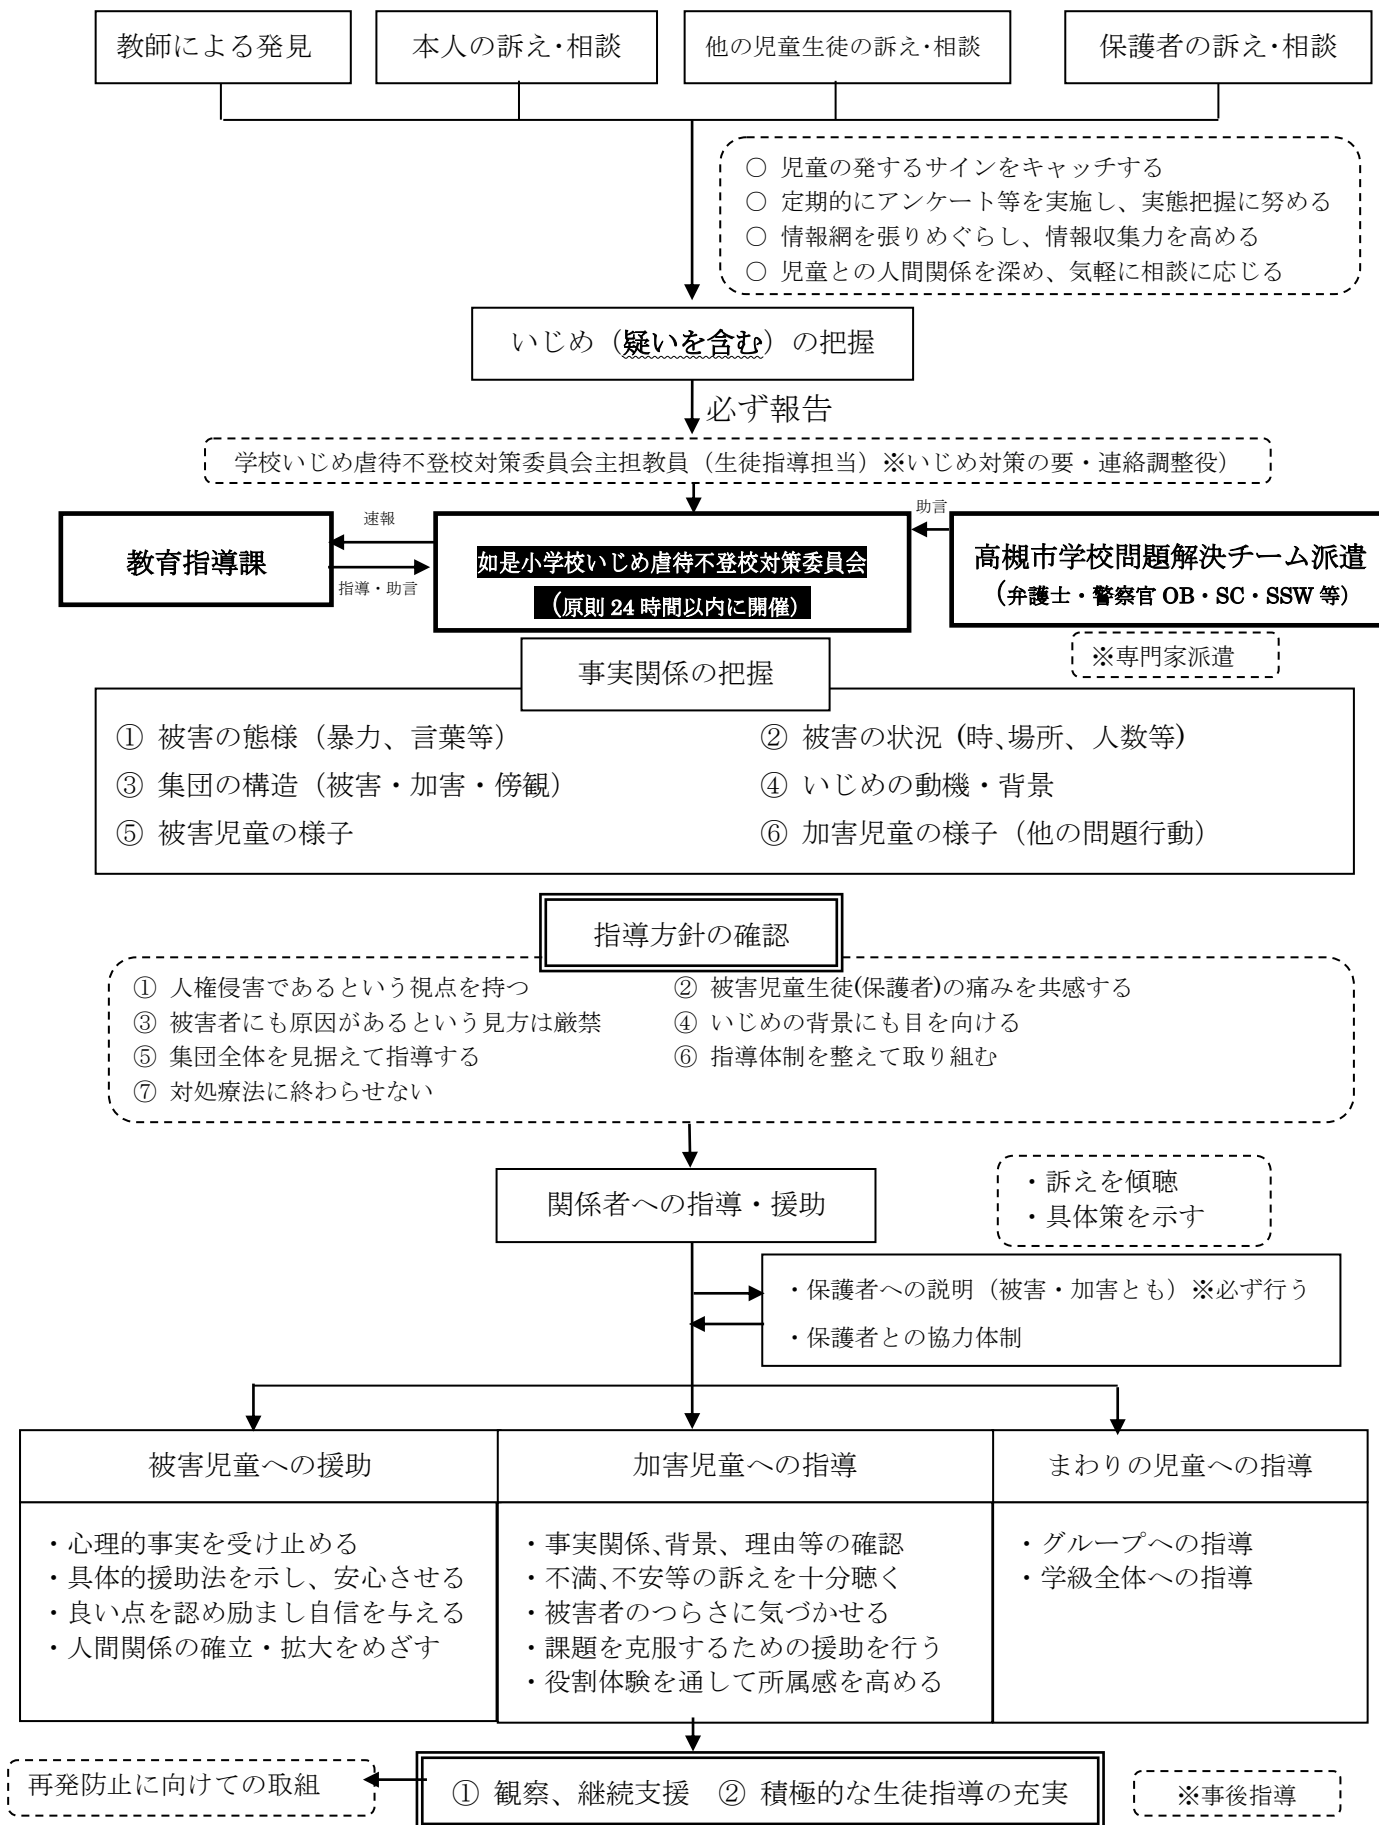 教師による発見
本人の訴え・相談
他の児童生徒の訴え・相談
保護者の訴え・相談
○ 児童の発するサインをキャッチする
○ 定期的にアンケート等を実施し、実態把握に努める
○ 情報網を張りめぐらし、情報収集力を高める
○ 児童との人間関係を深め、気軽に相談に応じる
いじめ（疑いを含む）の把握
必ず報告
学校いじめ虐待不登校対策委員会主担教員（生徒指導担当）※いじめ対策の要・連絡調整役）
教育指導課
速報
指導・助言
如是小学校いじめ虐待不登校対策委員会
（原則 24 時間以内に開催）
助言
高槻市学校問題解決チーム派遣
（弁護士・警察官 OB・SC・SSW 等）
※専門家派遣
事実関係の把握
① 被害の態様（暴力、言葉等）
② 被害の状況 (時、場所、人数等)
③ 集団の構造（被害・加害・傍観）
④ いじめの動機・背景
⑤ 被害児童の様子
⑥ 加害児童の様子（他の問題行動）
指導方針の確認
① 人権侵害であるという視点を持つ
② 被害児童生徒(保護者)の痛みを共感する
③ 被害者にも原因があるという見方は厳禁
④ いじめの背景にも目を向ける
⑤ 集団全体を見据えて指導する
⑥ 指導体制を整えて取り組む
⑦ 対処療法に終わらせない
関係者への指導・援助
・訴えを傾聴
・具体策を示す
・保護者への説明（被害・加害とも）※必ず行う
・保護者との協力体制
被害児童への援助
・心理的事実を受け止める
・具体的援助法を示し、安心させる
・良い点を認め励まし自信を与える
・人間関係の確立・拡大をめざす
加害児童への指導
・事実関係、背景、理由等の確認
・不満、不安等の訴えを十分聴く
・被害者のつらさに気づかせる
・課題を克服するための援助を行う
・役割体験を通して所属感を高める
まわりの児童への指導
・グループへの指導
・学級全体への指導
再発防止に向けての取組
① 観察、継続支援　② 積極的な生徒指導の充実
※事後指導